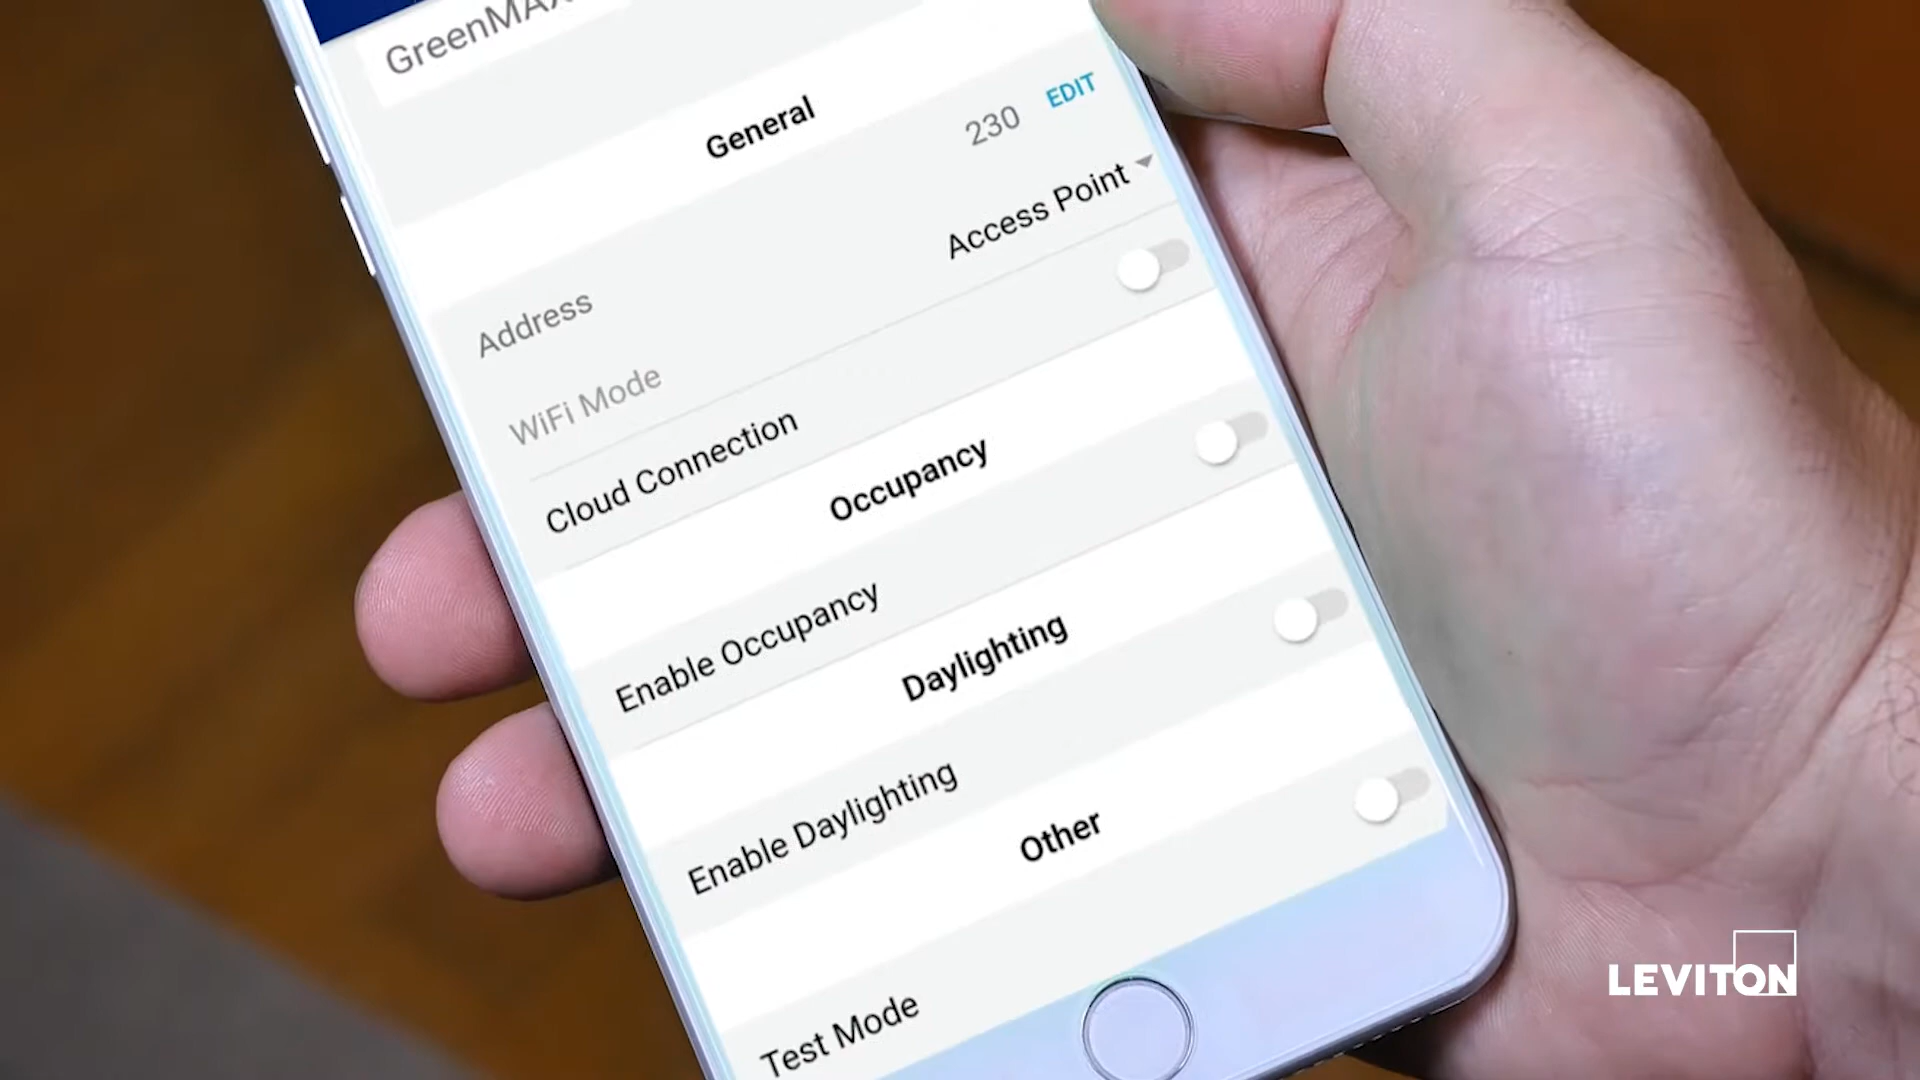 GreenMAX
General
Address 230 EDIT
WiFi Mode Access Point
Cloud Connection
Occupancy
Enable Occupancy
Daylighting
Enable Daylighting
Other
Test Mode
LEVITON